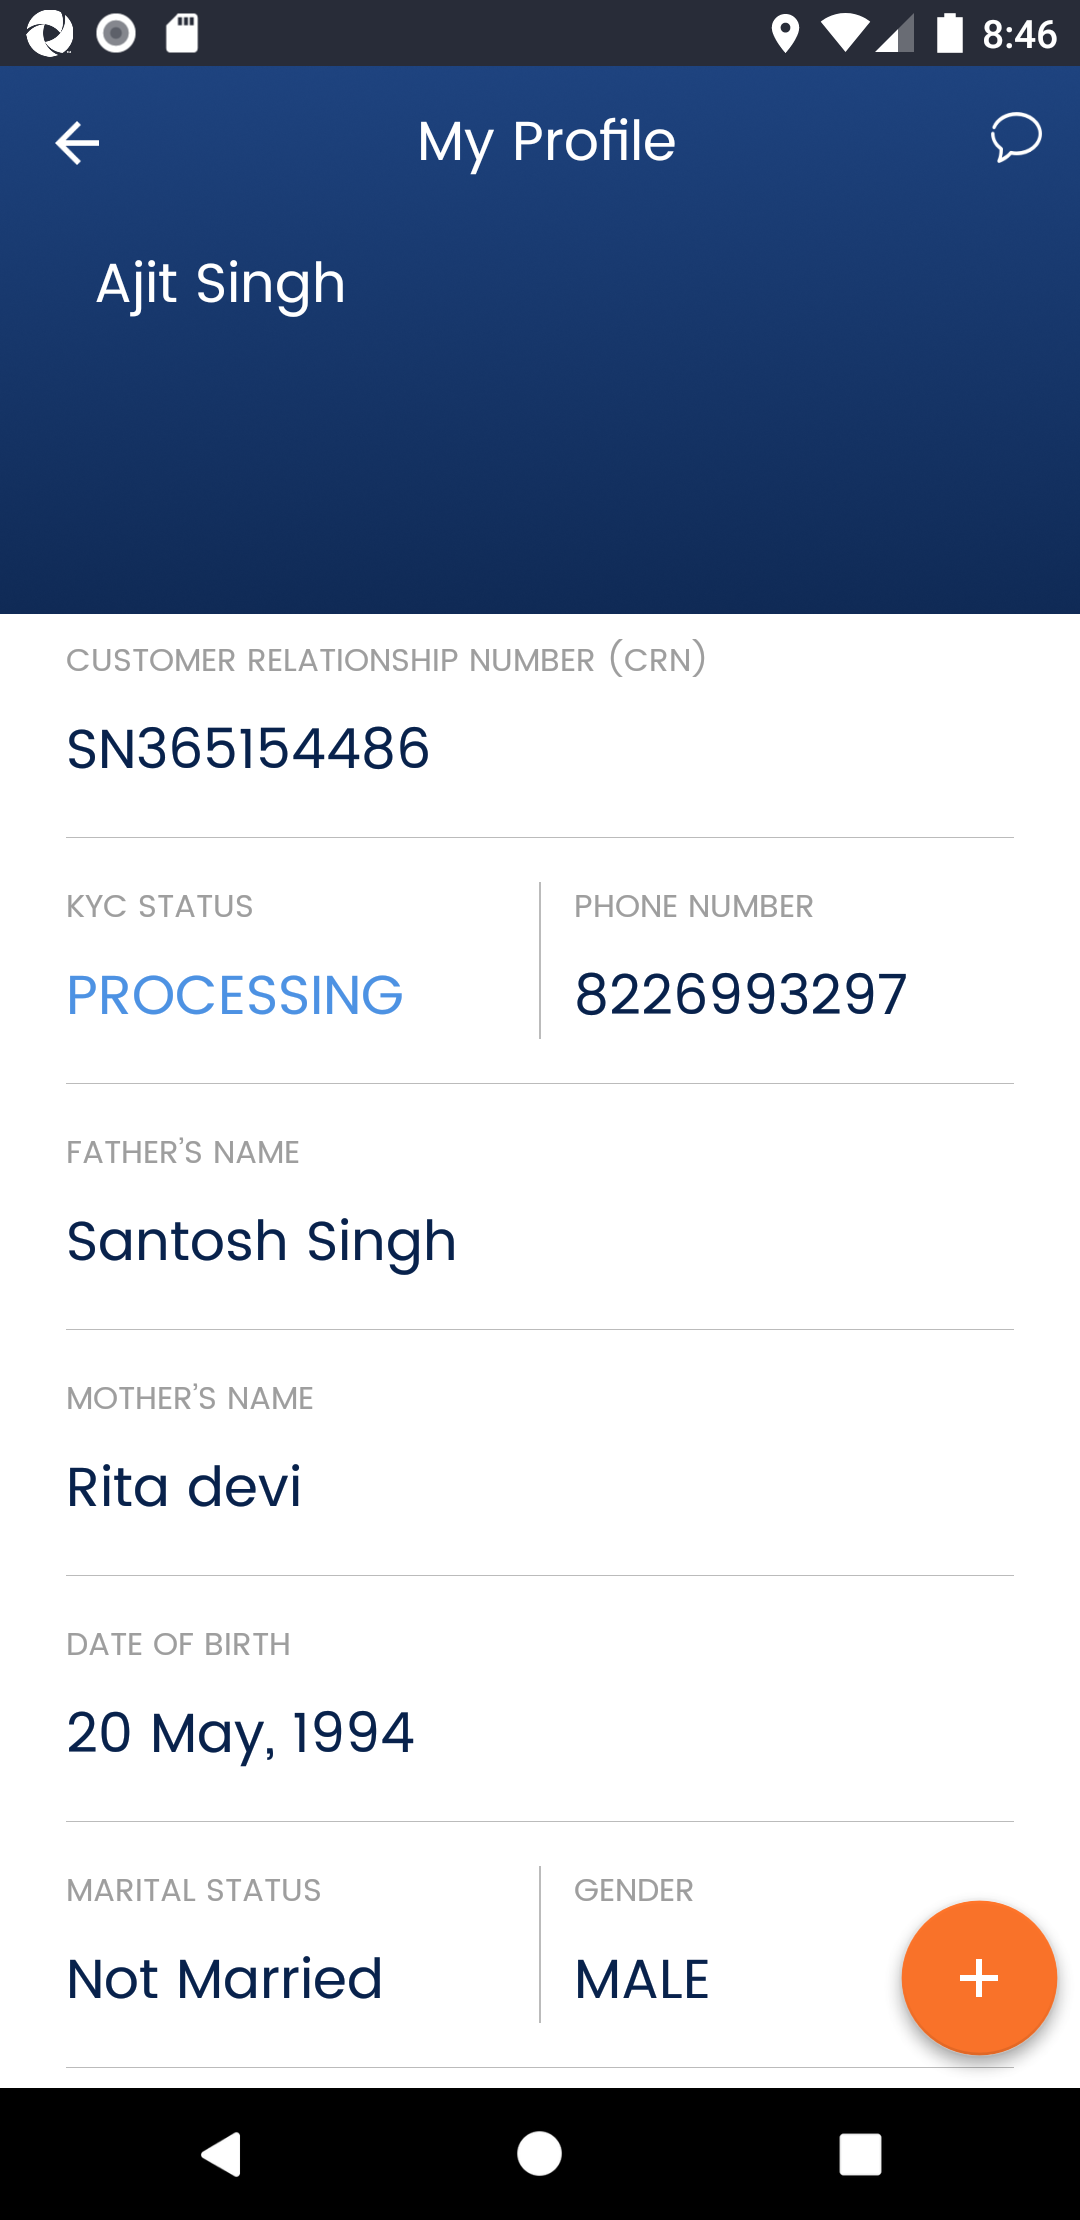 8:46
My Profile
Ajit Singh
CUSTOMER RELATIONSHIP NUMBER (CRN)
SN365154486
KYC STATUS
PHONE NUMBER
PROCESSING
8226993297
FATHER'S NAME
Santosh Singh
MOTHER'S NAME
Rita devi
DATE OF BIRTH
20 May, 1994
MARITAL STATUS
GENDER
Not Married
MALE